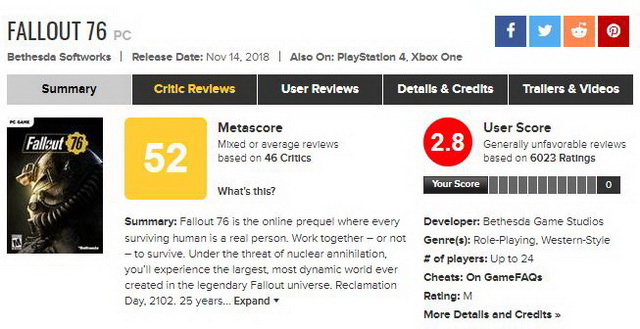 FALLOUT 76 PC
Bethesda Softworks | Release Date: Nov 14, 2018 | Also On: PlayStation 4, Xbox One
Summary Critic Reviews User Reviews Details & Credits Trailers & Videos
PC GAME
Fallout 76
Bethesda
52
Metascore
Mixed or average reviews
based on 46 Critics
What's this?
2.8
User Score
Generally unfavorable reviews
based on 6023 Ratings
Your Score 0
Summary: Fallout 76 is the online prequel where every
surviving human is a real person. Work together – or not
– to survive. Under the threat of nuclear annihilation,
you'll experience the largest, most dynamic world ever
created in the legendary Fallout universe. Reclamation
Day, 2102. 25 years... Expand
Developer: Bethesda Game Studios
Genre(s): Role-Playing, Western-Style
# of players: Up to 24
Cheats: On GameFAQs
Rating: M
More Details and Credits »